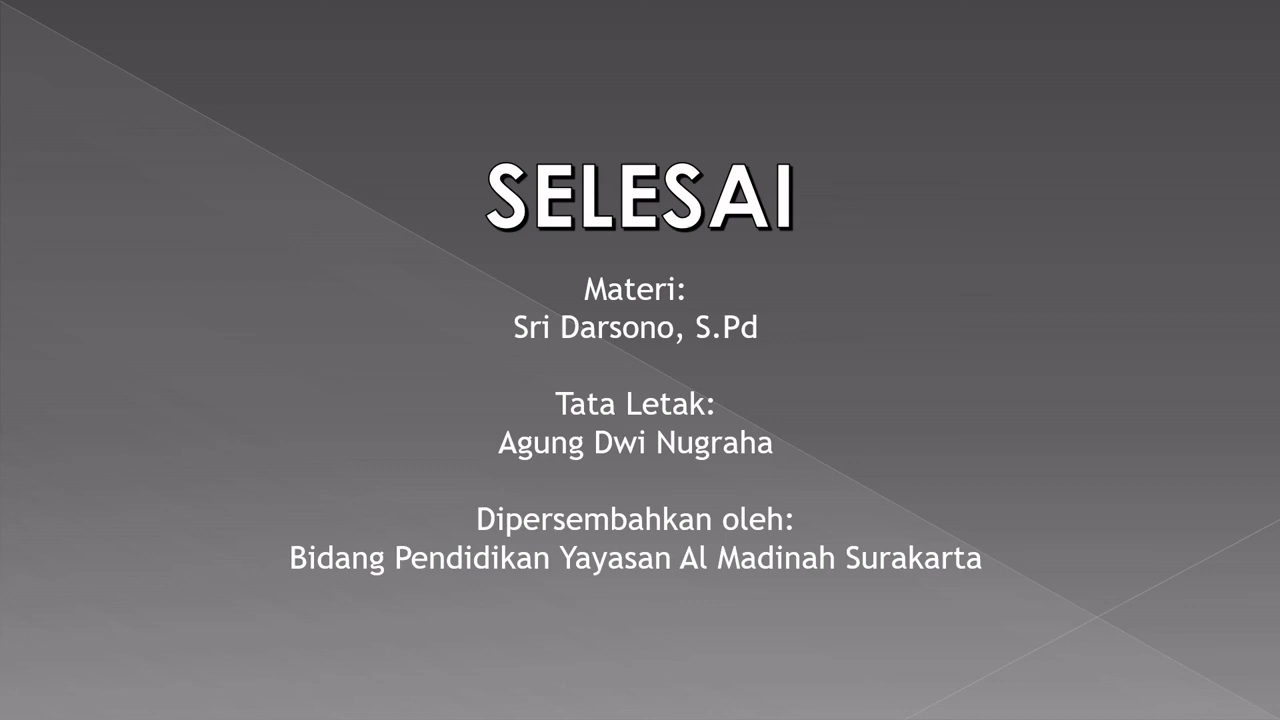 SELESAI
Materi:
Sri Darsono, S.Pd
Tata Letak:
Agung Dwi Nugraha
Dipersembahkan oleh:
Bidang Pendidikan Yayasan Al Madinah Surakarta